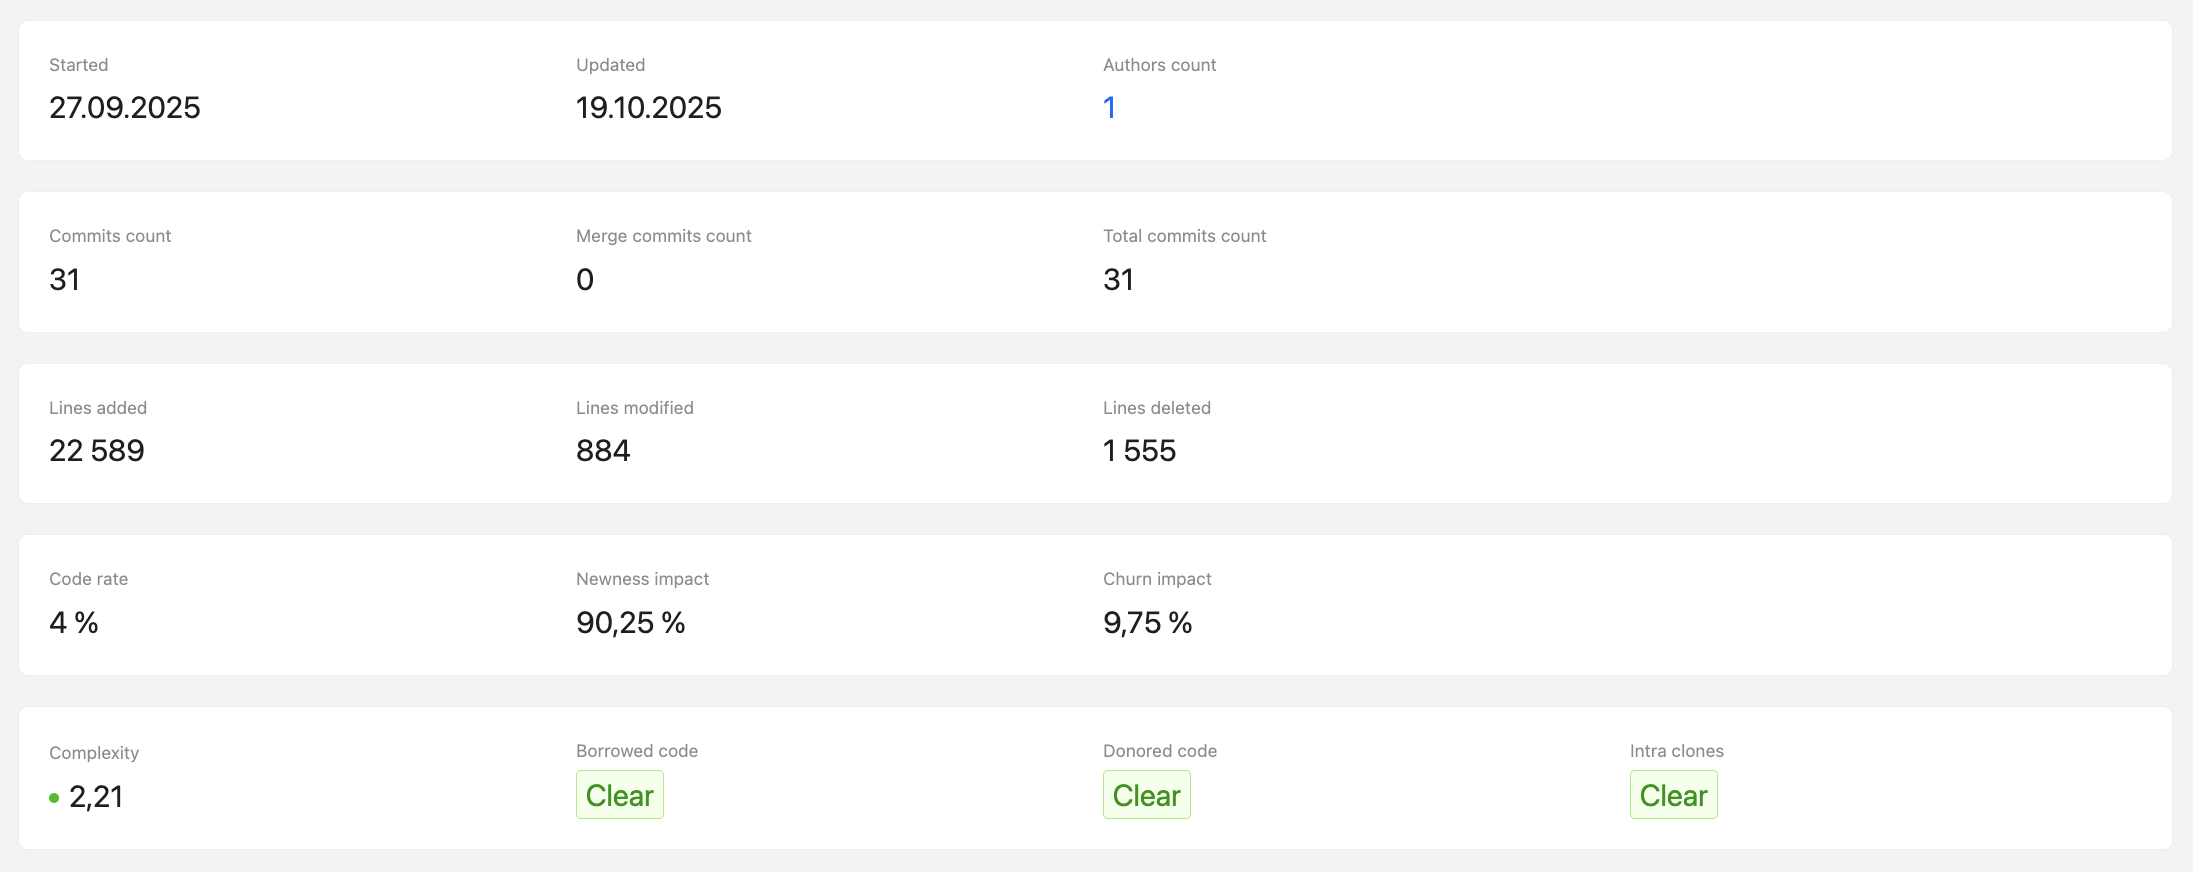 Started
Updated
Authors count
27.09.2025
19.10.2025
1
Commits count
Merge commits count
Total commits count
31
0
31
Lines added
Lines modified
Lines deleted
22 589
884
1 555
Code rate
Newness impact
Churn impact
4 %
90,25 %
9,75 %
Complexity
Borrowed code
Donored code
Intra clones
2,21
Clear
Clear
Clear